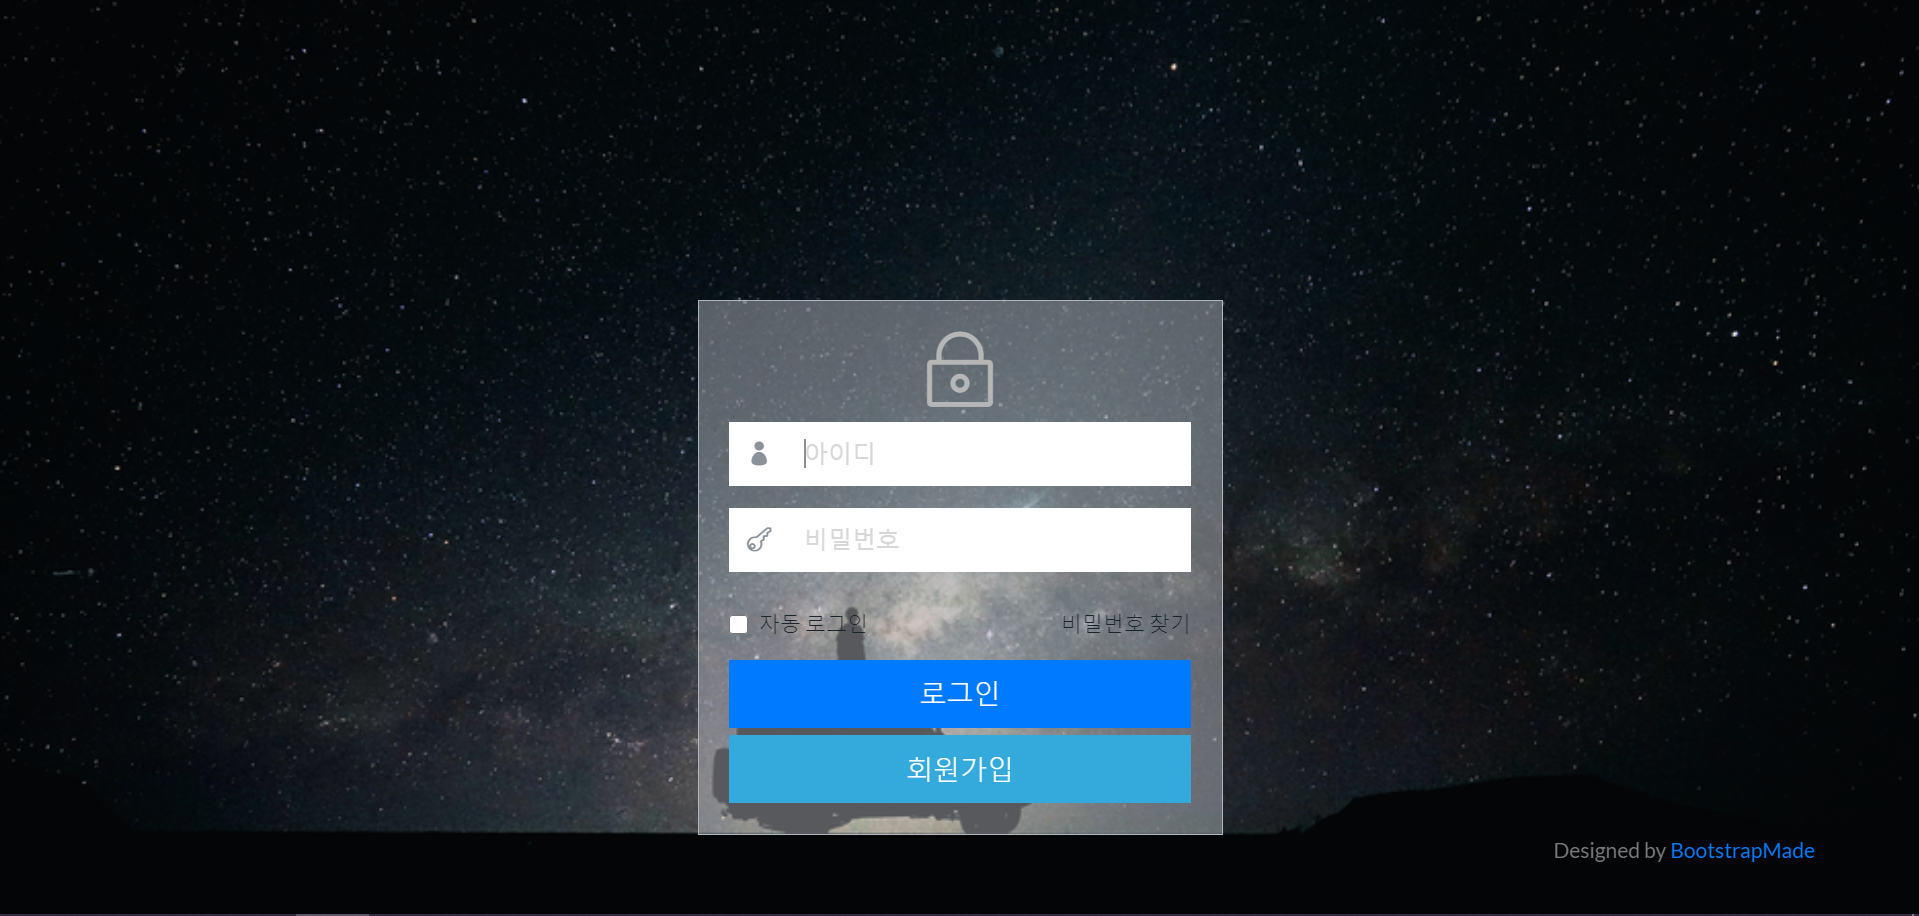 아이디
비밀번호
자동 로그인 비밀번호 찾기
로그인
회원가입
Designed by BootstrapMade